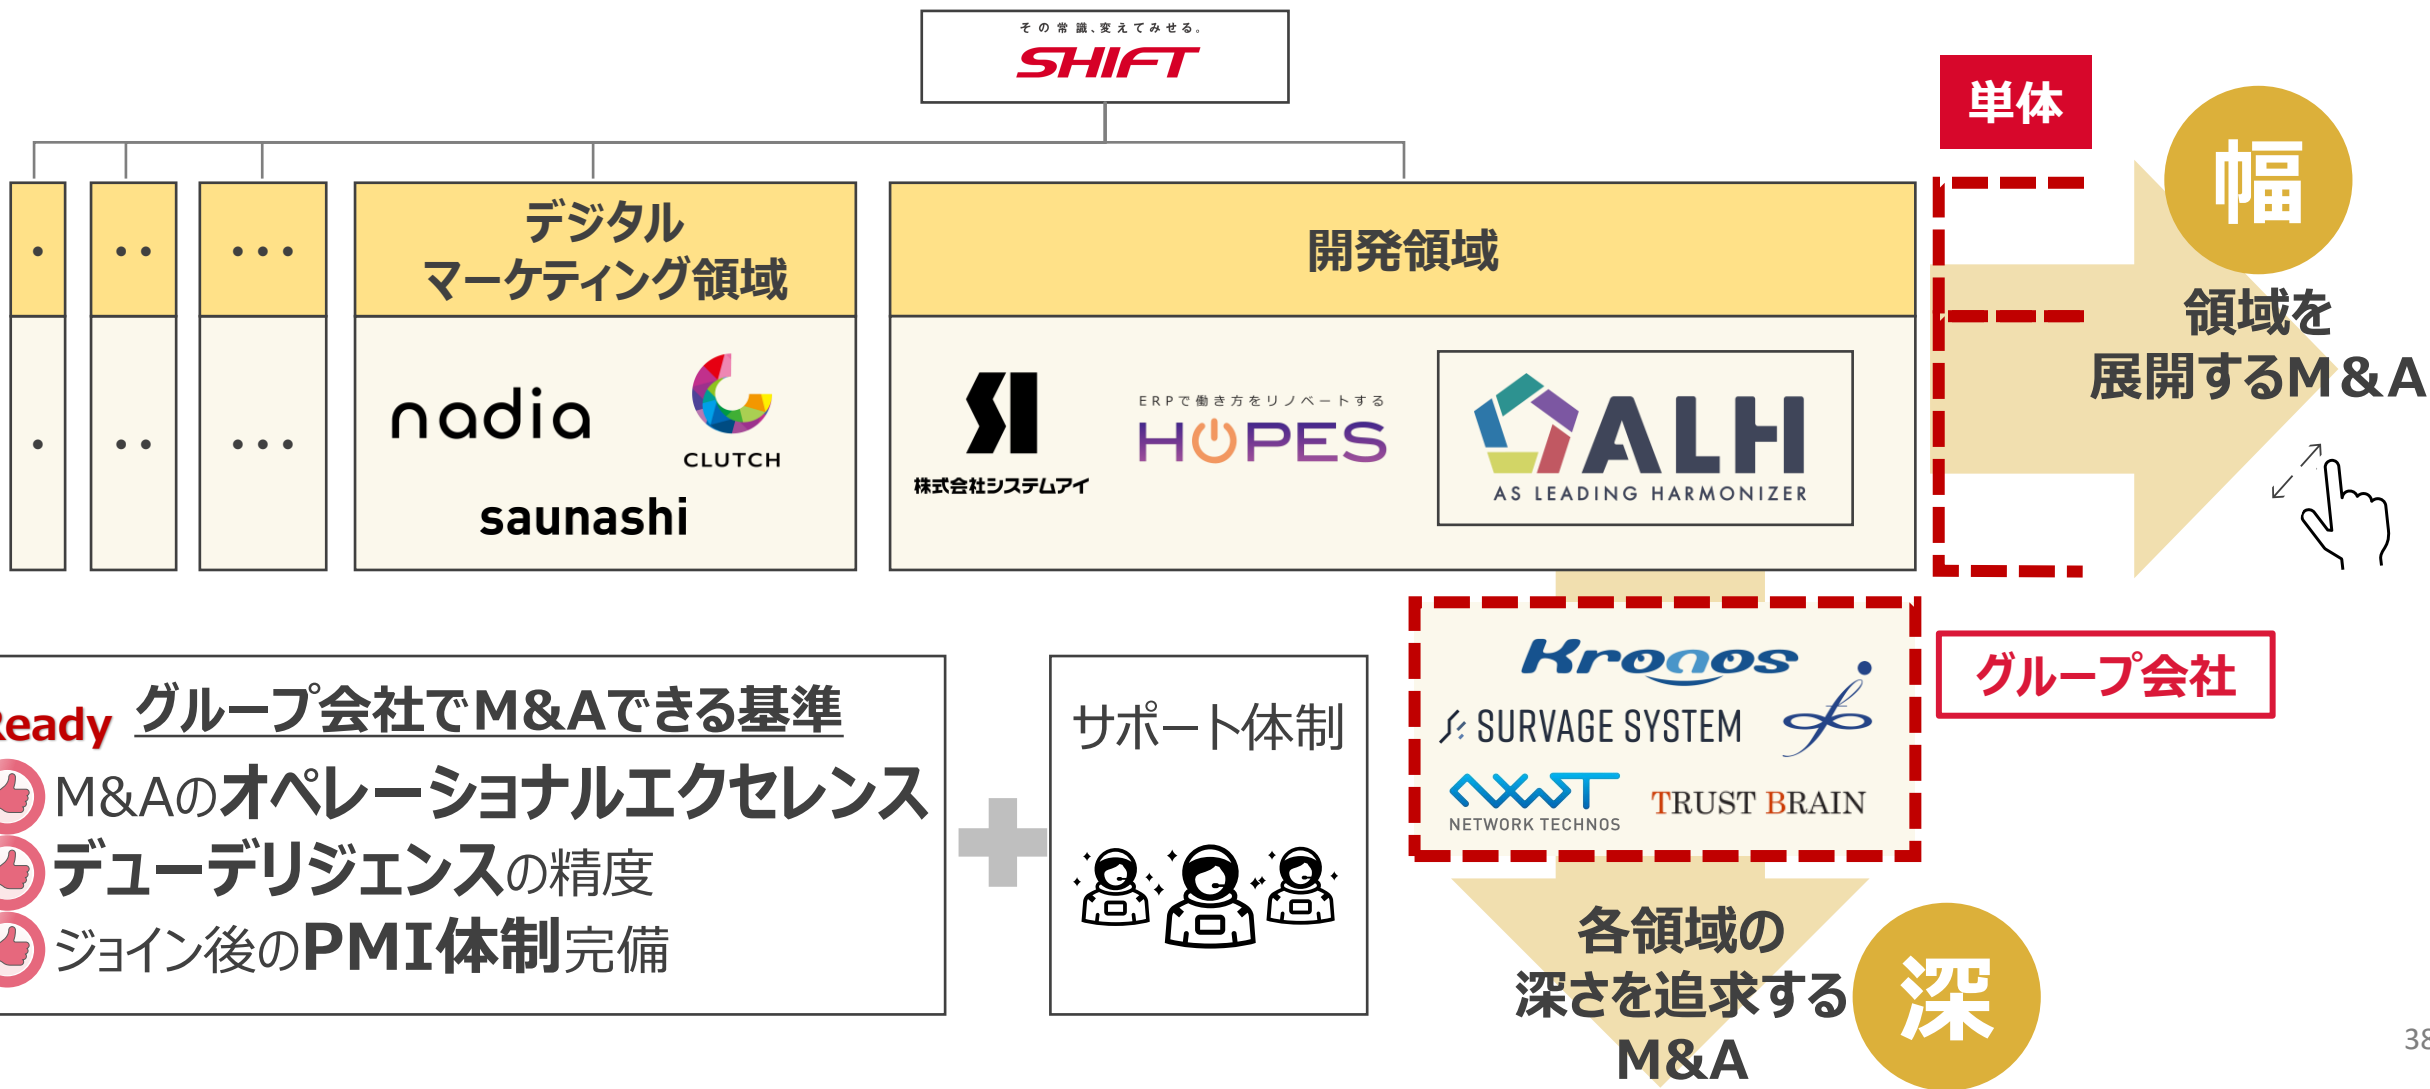 その常識、変えてみせる。
SHIFT
単体
幅
領域を
展開するM&A
・
・・
・・・
デジタル
マーケティング領域
開発領域
・
・・
・・・
nadia
CLUTCH
saunashi
株式会社システムアイ
ERPで働き方をリノベートする
HOPES
ALH
AS LEADING HARMONIZER
グループ会社
Kronos
SURVAGE SYSTEM
NETWORK TECHNOS
TRUST BRAIN
Ready グループ会社でM&Aできる基準
M&Aのオペレーショナルエクセレンス
デューデリジェンスの精度
ジョイン後のPMI体制完備
サポート体制
各領域の
深さを追求する
M&A
深
38